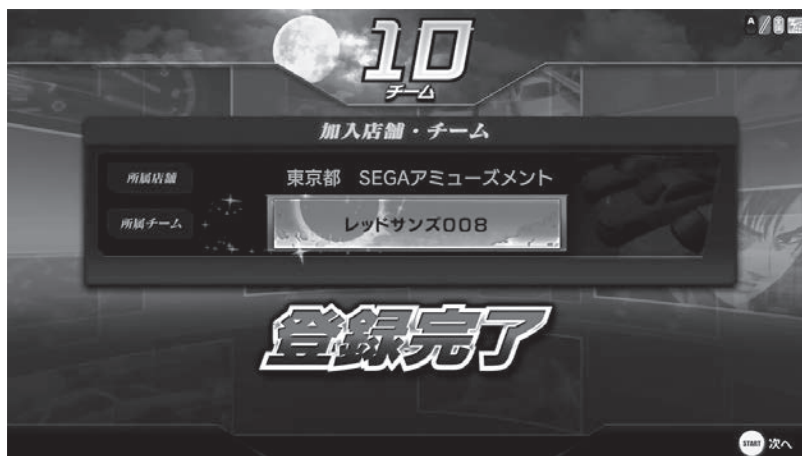 10
チーム
加入店舗・チーム
所属店舗
東京都　SEGAアミューズメント
所属チーム
レッドサンズ008
登録完了
START 次へ